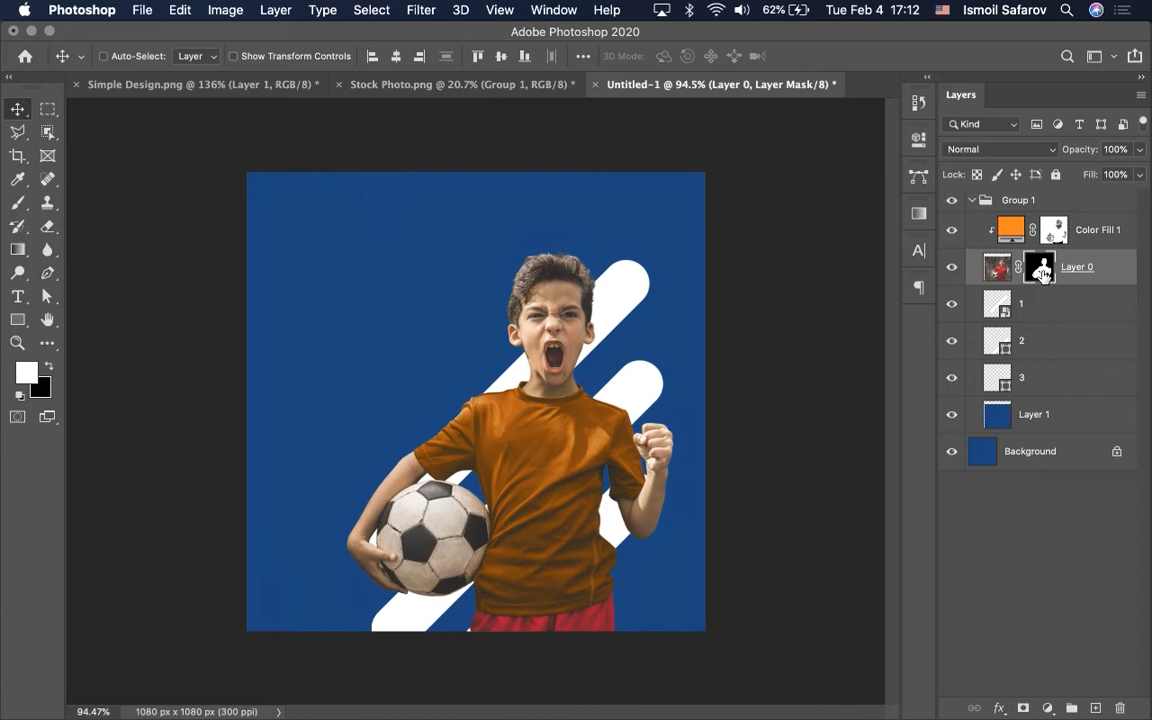 Photoshop File Edit Image Layer Type Select Filter 3D View Window Help 62% Tue Feb 4 17:12 Ismoil Safarov
Adobe Photoshop 2020
Auto-Select: Layer Show Transform Controls 3D Mode:
Simple Design.png @ 136% (Layer 1, RGB/8) * Stock Photo.png @ 20.7% (Group 1, RGB/8) * Untitled-1 @ 94.5% (Layer 0, Layer Mask/8) *
Layers
Kind
Normal Opacity: 100%
Lock: Fill: 100%
Group 1
Color Fill 1
Layer 0
1
2
3
Layer 1
Background
94.47% 1080 px x 1080 px (300 ppi)